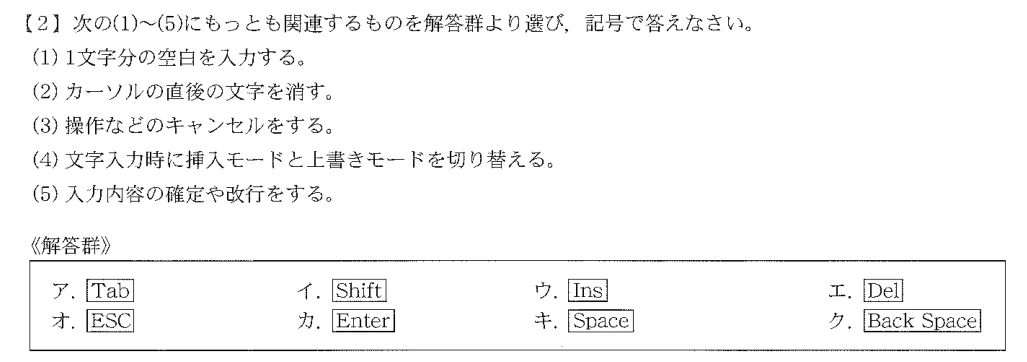 【2】次の(1)～(5)にもっとも関連するものを解答群より選び，記号で答えなさい。
(1) 1文字分の空白を入力する。
(2) カーソルの直後の文字を消す。
(3) 操作などのキャンセルをする。
(4) 文字入力時に挿入モードと上書きモードを切り替える。
(5) 入力内容の確定や改行をする。
《解答群》
ア．Tab イ．Shift ウ．Ins エ．Del
オ．ESC カ．Enter キ．Space ク．Back Space